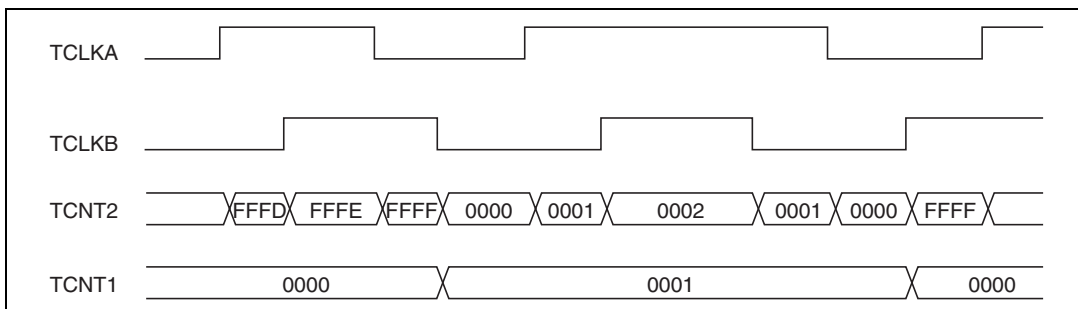 TCLKA
TCLKB
TCNT2 FFFD FFFE FFFF 0000 0001 0002 0001 0000 FFFF
TCNT1 0000 0001 0000